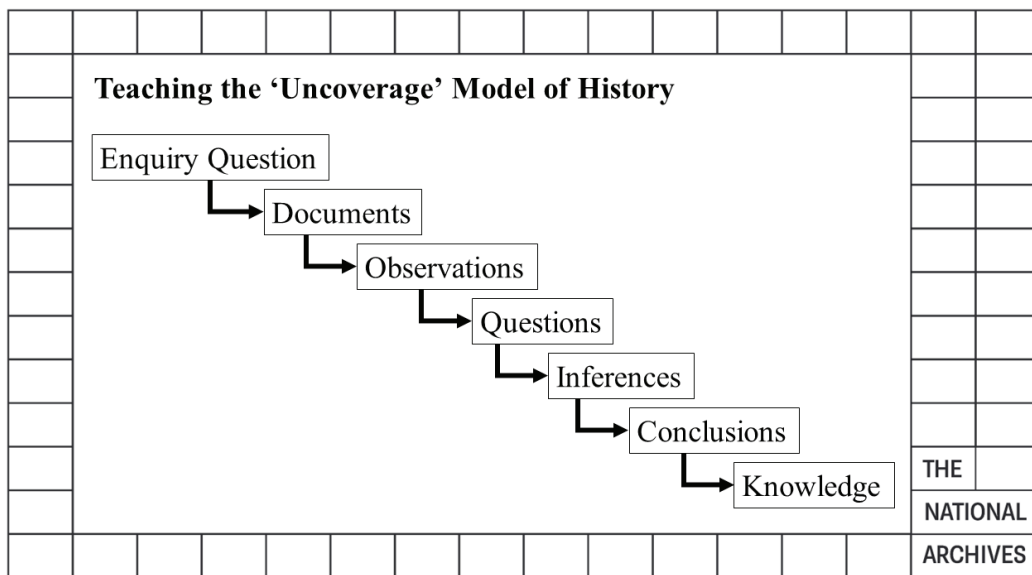 Teaching the ‘Uncoverage’ Model of History
Enquiry Question
Documents
Observations
Questions
Inferences
Conclusions
Knowledge
THE
NATIONAL
ARCHIVES